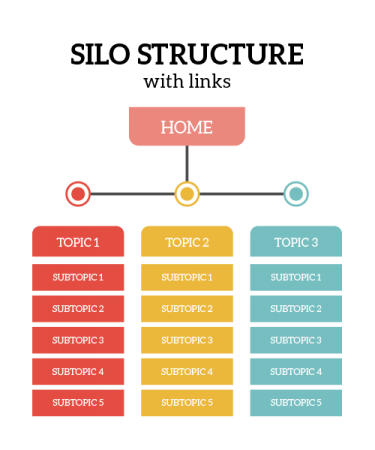 SILO STRUCTURE
with links
HOME
TOPIC 1
SUBTOPIC 1
SUBTOPIC 2
SUBTOPIC 3
SUBTOPIC 4
SUBTOPIC 5
TOPIC 2
SUBTOPIC 1
SUBTOPIC 2
SUBTOPIC 3
SUBTOPIC 4
SUBTOPIC 5
TOPIC 3
SUBTOPIC 1
SUBTOPIC 2
SUBTOPIC 3
SUBTOPIC 4
SUBTOPIC 5